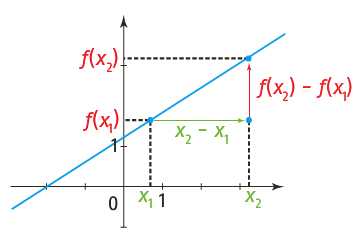 f(x₂)
f(x₂) − f(x₁)
f(x₁)
x₂ − x₁
1
0
x₁
1
x₂